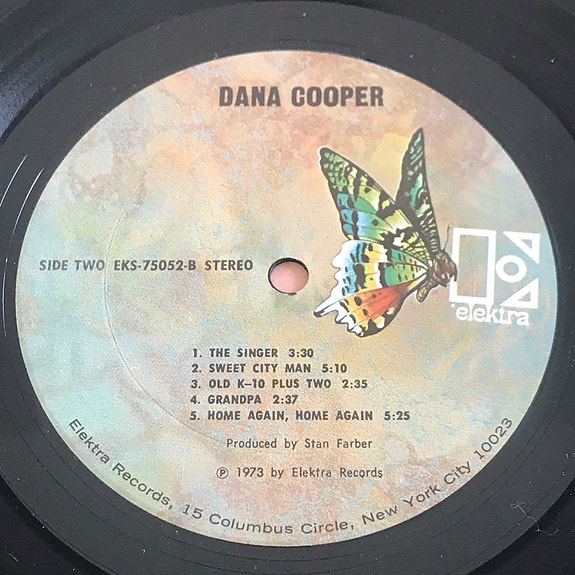 DANA COOPER
SIDE TWO EKS-75052-B STEREO
elektra
1. THE SINGER 3:30
2. SWEET CITY MAN 5:10
3. OLD K-10 PLUS TWO 2:35
4. GRANDPA 2:37
5. HOME AGAIN, HOME AGAIN 5:25
Produced by Stan Farber
℗ 1973 by Elektra Records
Elektra Records, 15 Columbus Circle, New York City 10023